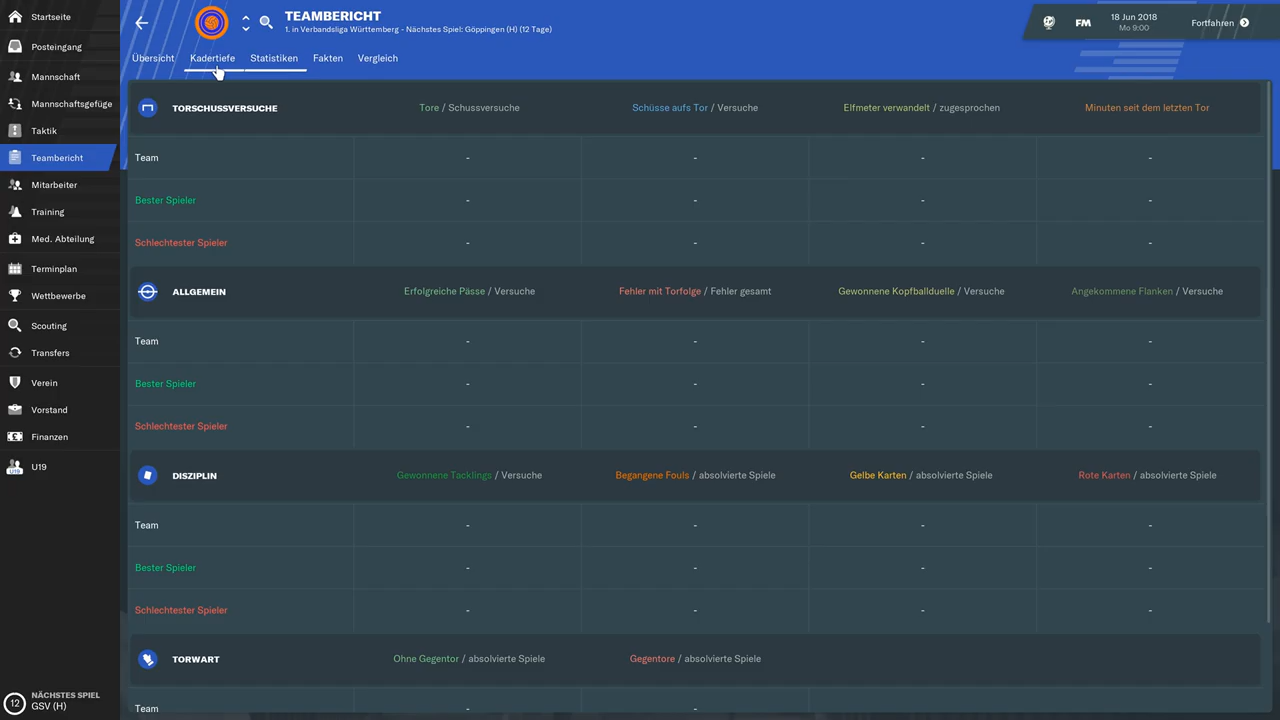 Startseite
Posteingang
Mannschaft
Mannschaftsgefüge
Taktik
Teambericht
Mitarbeiter
Training
Med. Abteilung
Terminplan
Wettbewerbe
Scouting
Transfers
Verein
Vorstand
Finanzen
U19
U19
12
NÄCHSTES SPIEL
GSV (H)
TEAMBERICHT
1. in Verbandsliga Württemberg - Nächstes Spiel: Göppingen (H) (12 Tage)
FM
18 Jun 2018
Mo 9:00
Fortfahren
Übersicht Kadertiefe Statistiken Fakten Vergleich
TORSCHUSSVERSUCHE Tore / Schussversuche Schüsse aufs Tor / Versuche Elfmeter verwandelt / zugesprochen Minuten seit dem letzten Tor
Team - - - -
Bester Spieler - - - -
Schlechtester Spieler - - - -
ALLGEMEIN Erfolgreiche Pässe / Versuche Fehler mit Torfolge / Fehler gesamt Gewonnene Kopfballduelle / Versuche Angekommene Flanken / Versuche
Team - - - -
Bester Spieler - - - -
Schlechtester Spieler - - - -
DISZIPLIN Gewonnene Tacklings / Versuche Begangene Fouls / absolvierte Spiele Gelbe Karten / absolvierte Spiele Rote Karten / absolvierte Spiele
Team - - - -
Bester Spieler - - - -
Schlechtester Spieler - - - -
TORWART Ohne Gegentor / absolvierte Spiele Gegentore / absolvierte Spiele
Team - -